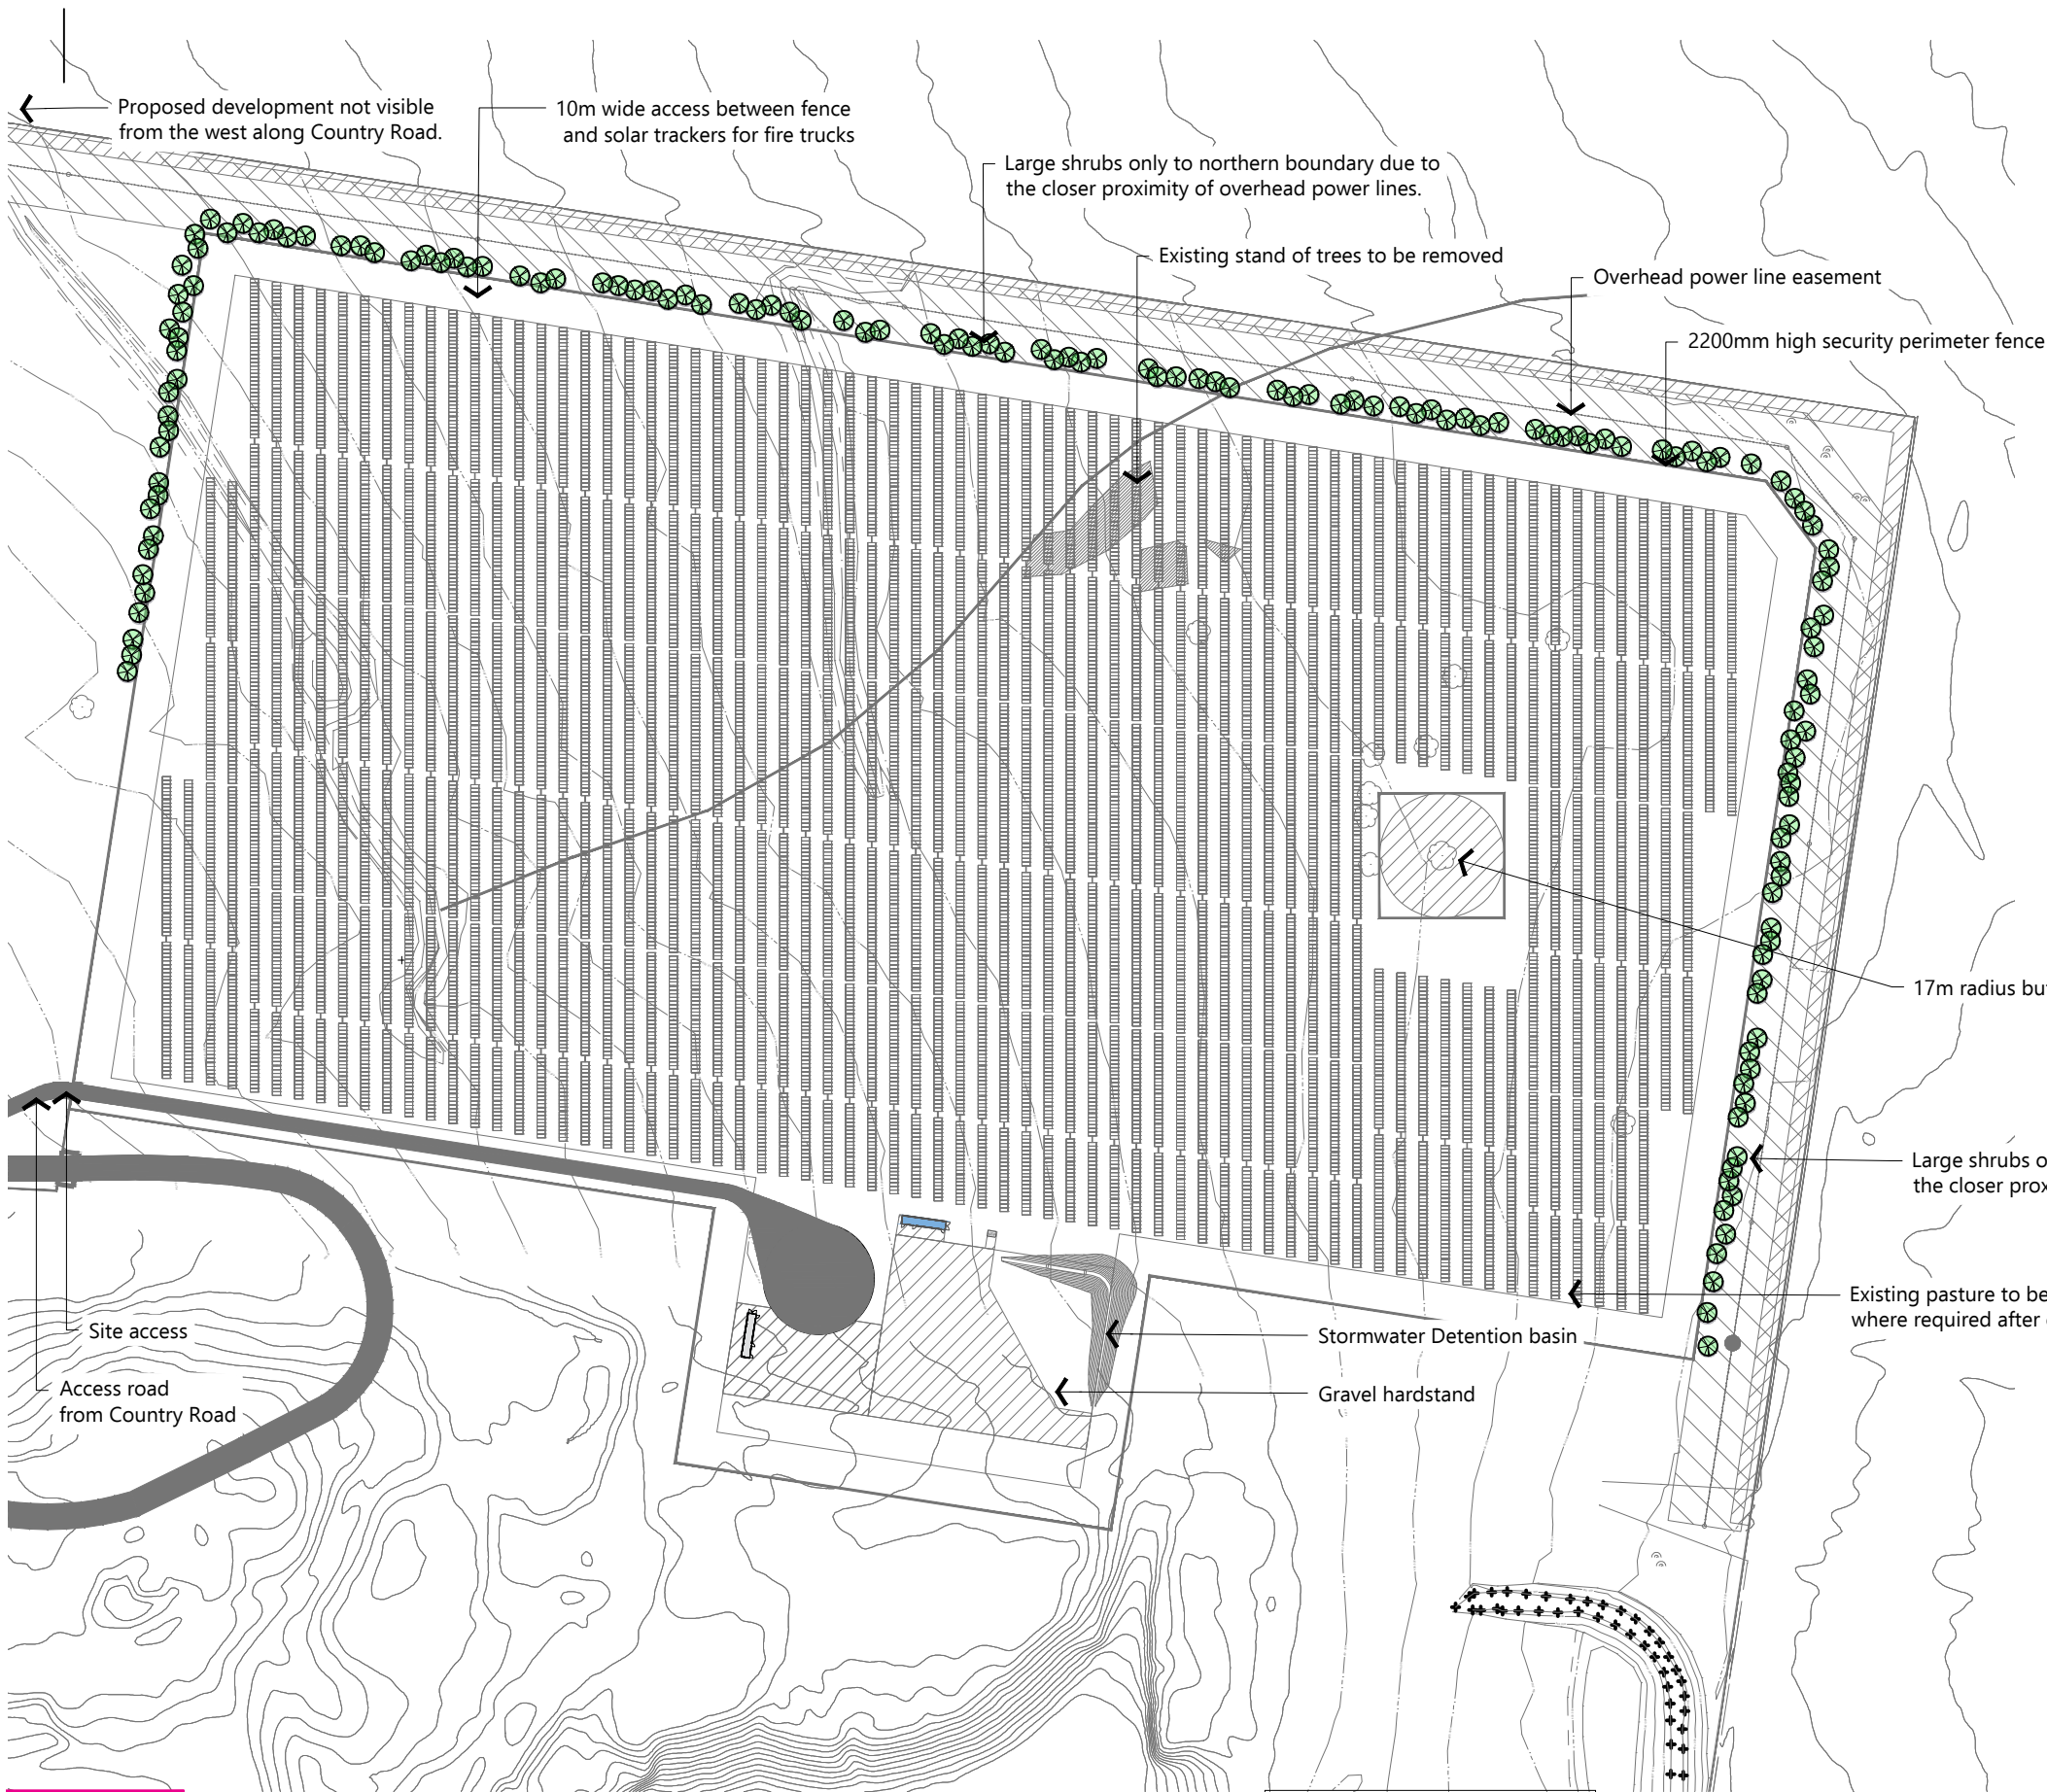 Proposed development not visible
from the west along Country Road.
10m wide access between fence
and solar trackers for fire trucks
Large shrubs only to northern boundary due to
the closer proximity of overhead power lines.
Existing stand of trees to be removed
Overhead power line easement
2200mm high security perimeter fence
17m radius
Large shrubs
the closer
Existing pasture to be
where required after
Site access
Stormwater Detention basin
Access road
from Country Road
Gravel hardstand